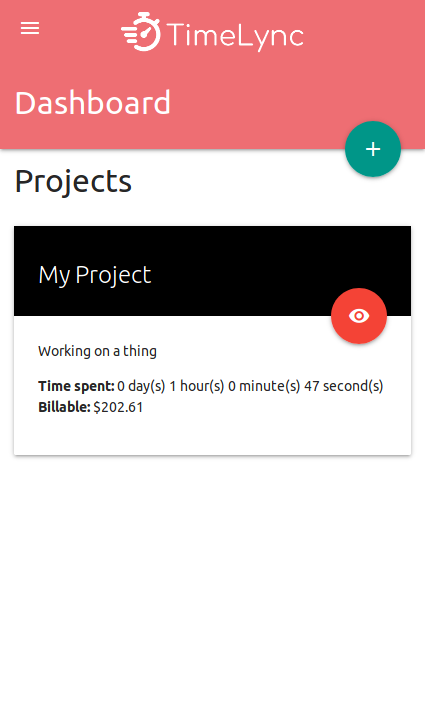 TimeLync
Dashboard
Projects
My Project
Working on a thing
Time spent: 0 day(s) 1 hour(s) 0 minute(s) 47 second(s)
Billable: $202.61